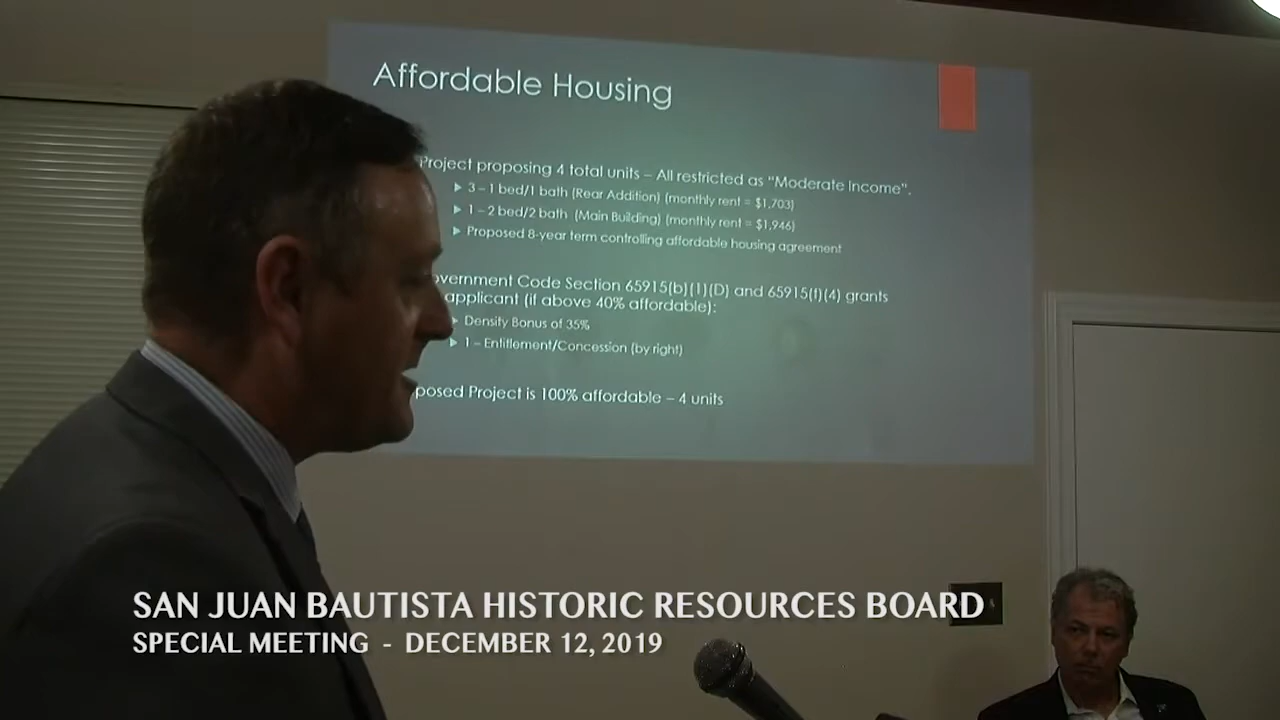 Affordable Housing
Project proposing 4 total units – All restricted as “Moderate Income”.
3 – 1 bed/1 bath (Rear Addition) (monthly rent = $1,703)
1 – 2 bed/2 bath (Main Building) (monthly rent = $1,946)
Proposed 8-year term controlling affordable housing agreement
overnment Code Section 65915(b)(1)(D) and 65915(f)(4) grants
applicant (if above 40% affordable):
Density Bonus of 35%
1 – Entitlement/Concession (by right)
posed Project is 100% affordable – 4 units
SAN JUAN BAUTISTA HISTORIC RESOURCES BOARD
SPECIAL MEETING - DECEMBER 12, 2019